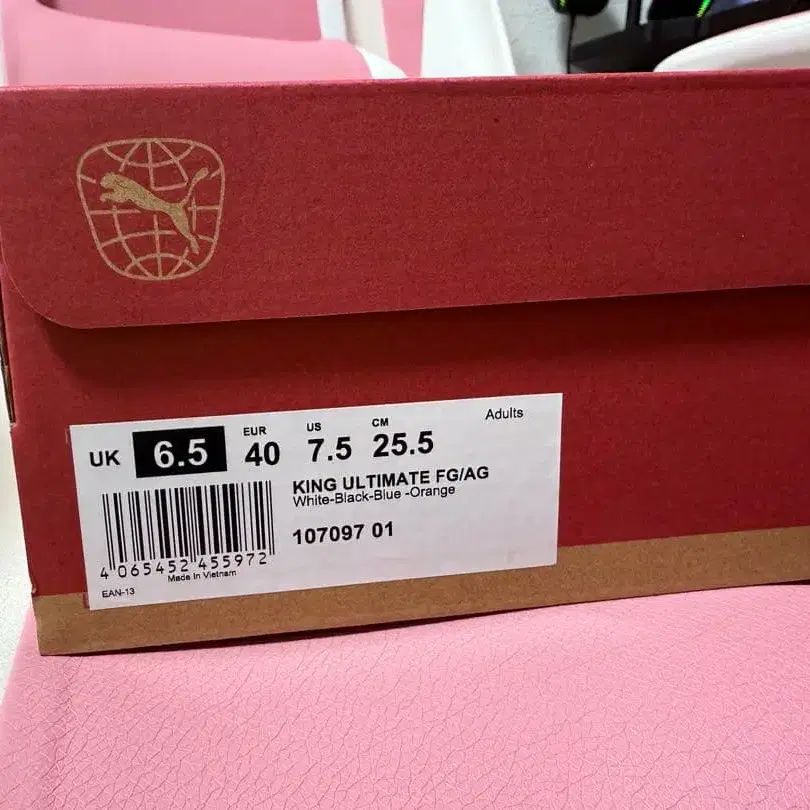 Adults
UK 6.5 EUR 40 US 7.5 CM 25.5
KING ULTIMATE FG/AG
White-Black-Blue -Orange
107097 01
4 065452 455972
Made in Vietnam
EAN-13